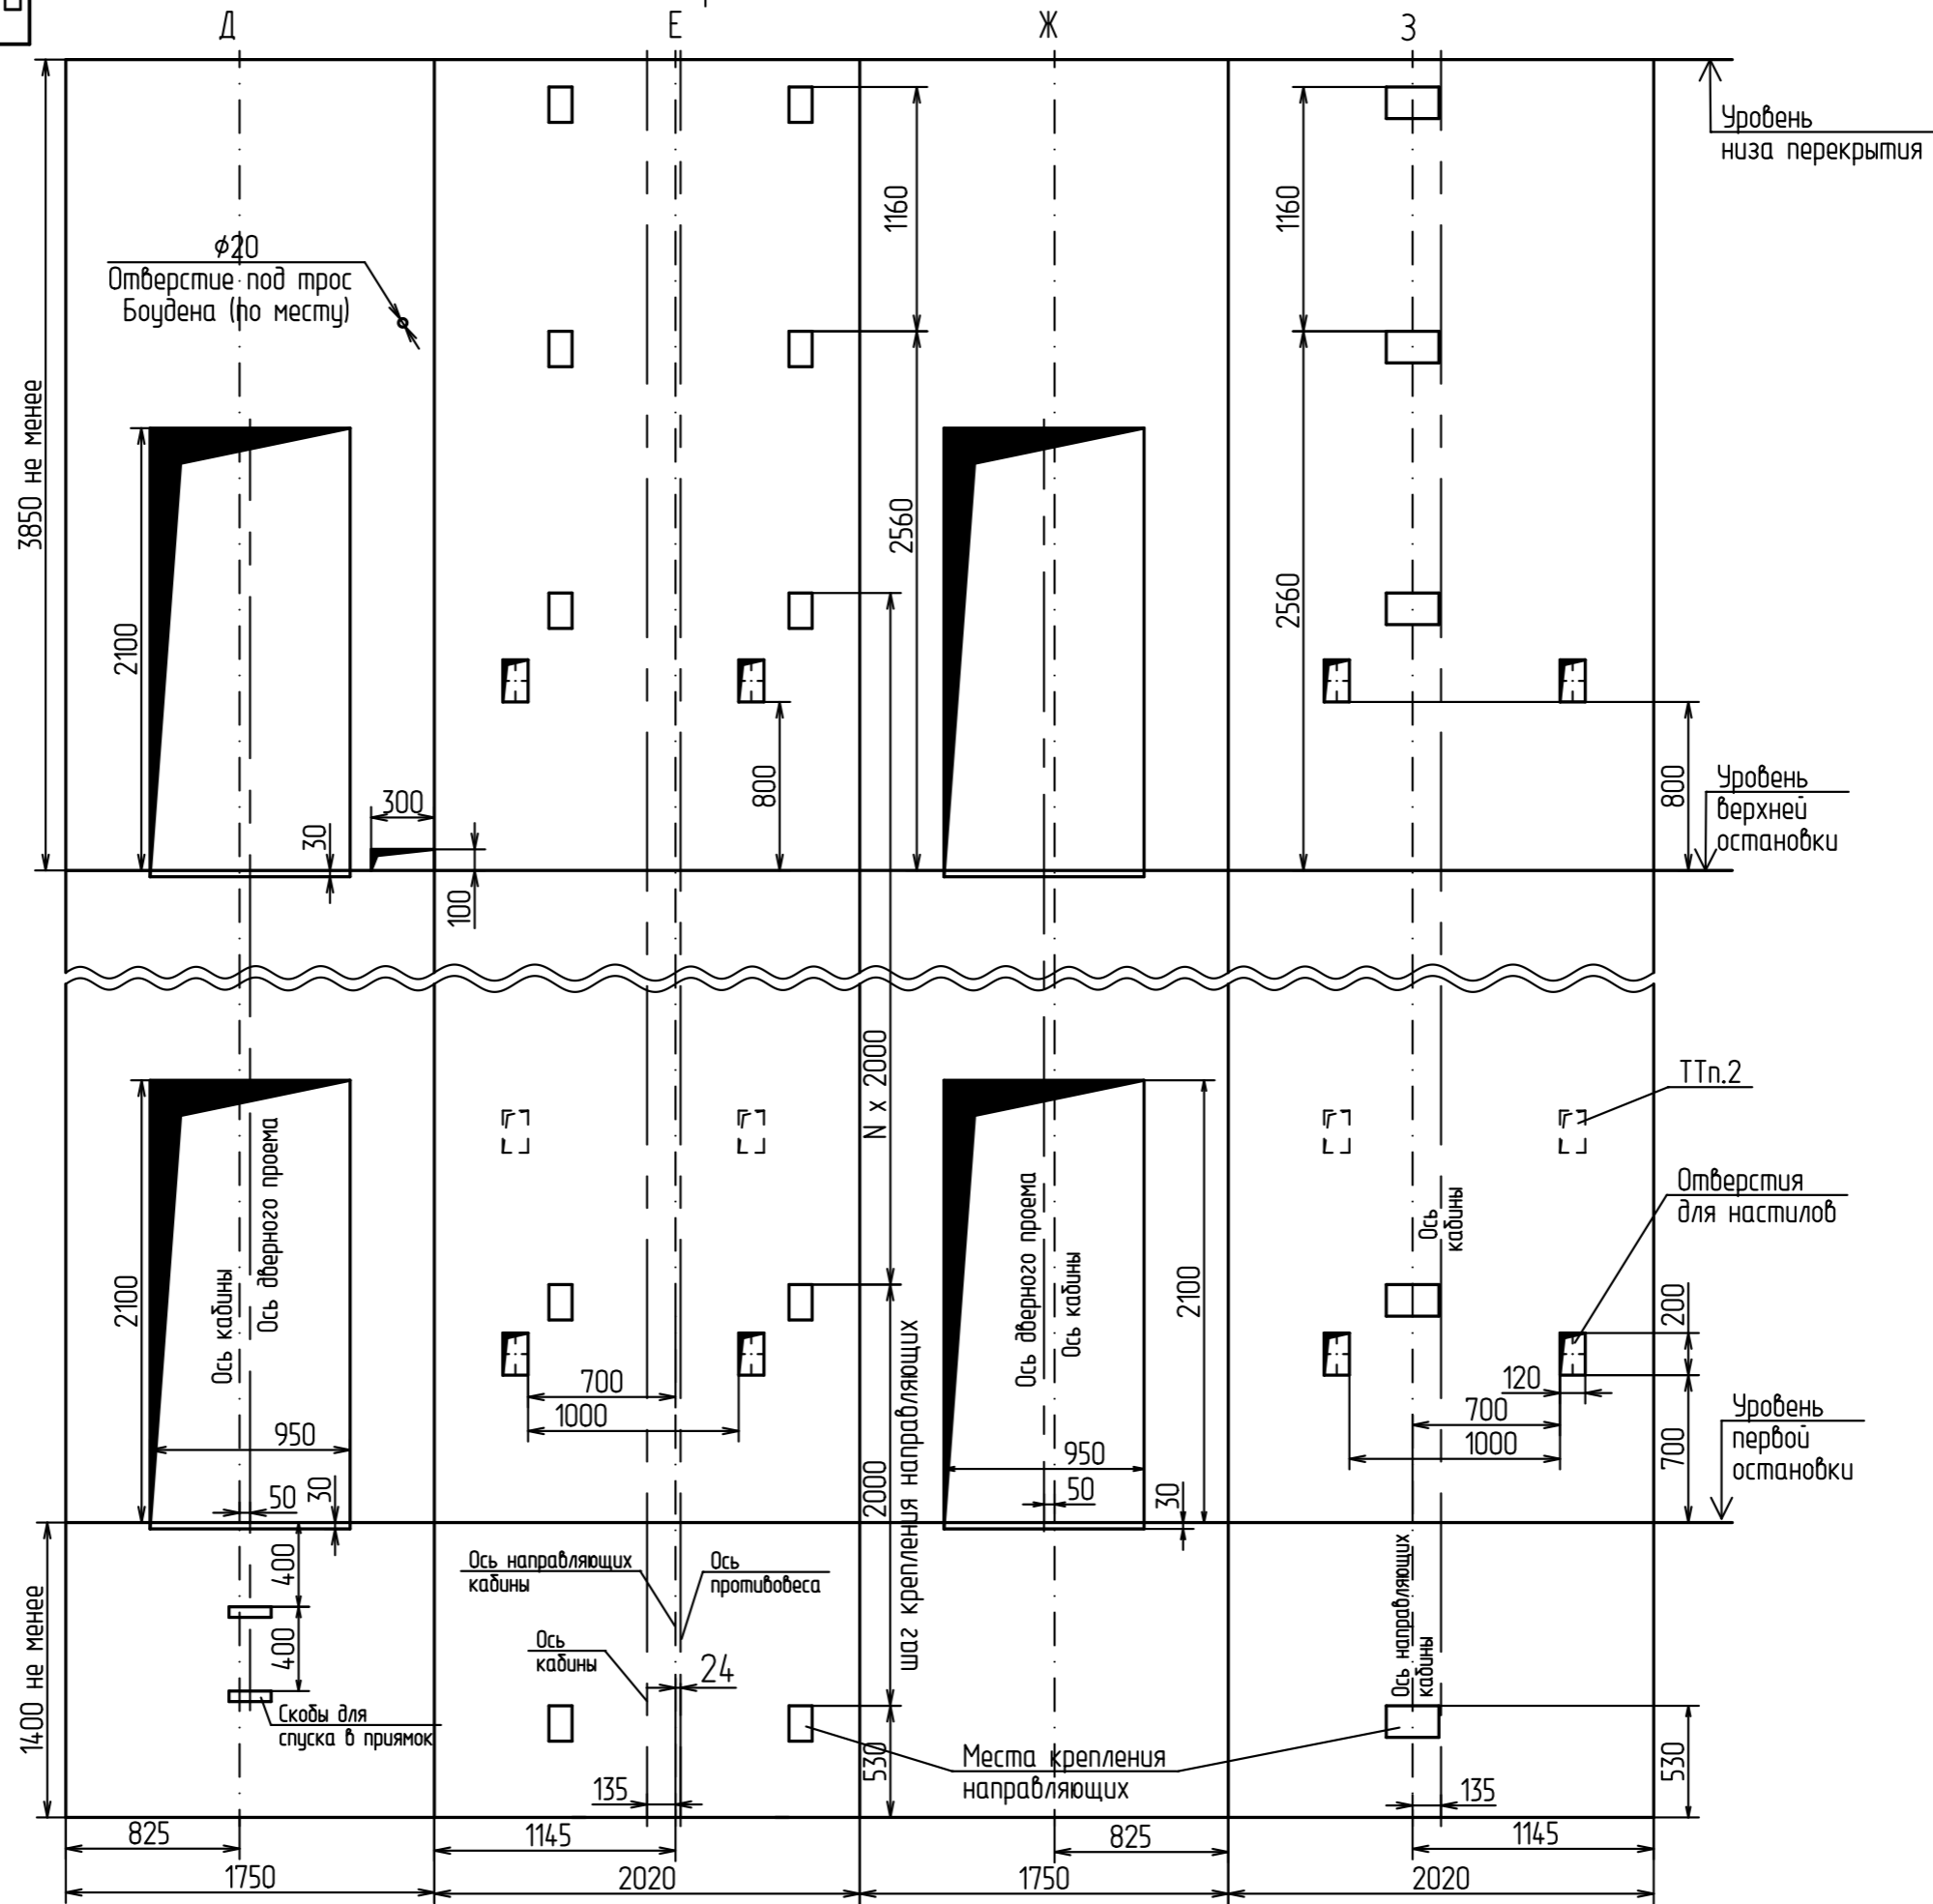 Д
Е
Ж
З
Уровень
низа перекрытия
1160
1160
⌀20
Отверстие под трос
Боудена (по месту)
3850 не менее
2560
2560
2100
800
800
Уровень
верхней
остановки
300
30
100
N х 2000
ТТп.2
Ось дверного проема
Ось кабины
Ось дверного проема
Ось кабины
Ось
кабины
Отверстия
для настилов
2100
2100
200
120
700
1000
700
1000
700
950
950
50
30
50
30
2000
шаг крепления направляющих
Уровень
первой
остановки
1400 не менее
400
400
Скобы для
спуска в приямок
Ось направляющих
кабины
Ось
противовеса
Ось
кабины
24
Ось направляющих
кабины
Места крепления
направляющих
530
530
135
135
825
1145
825
1145
1750
2020
1750
2020